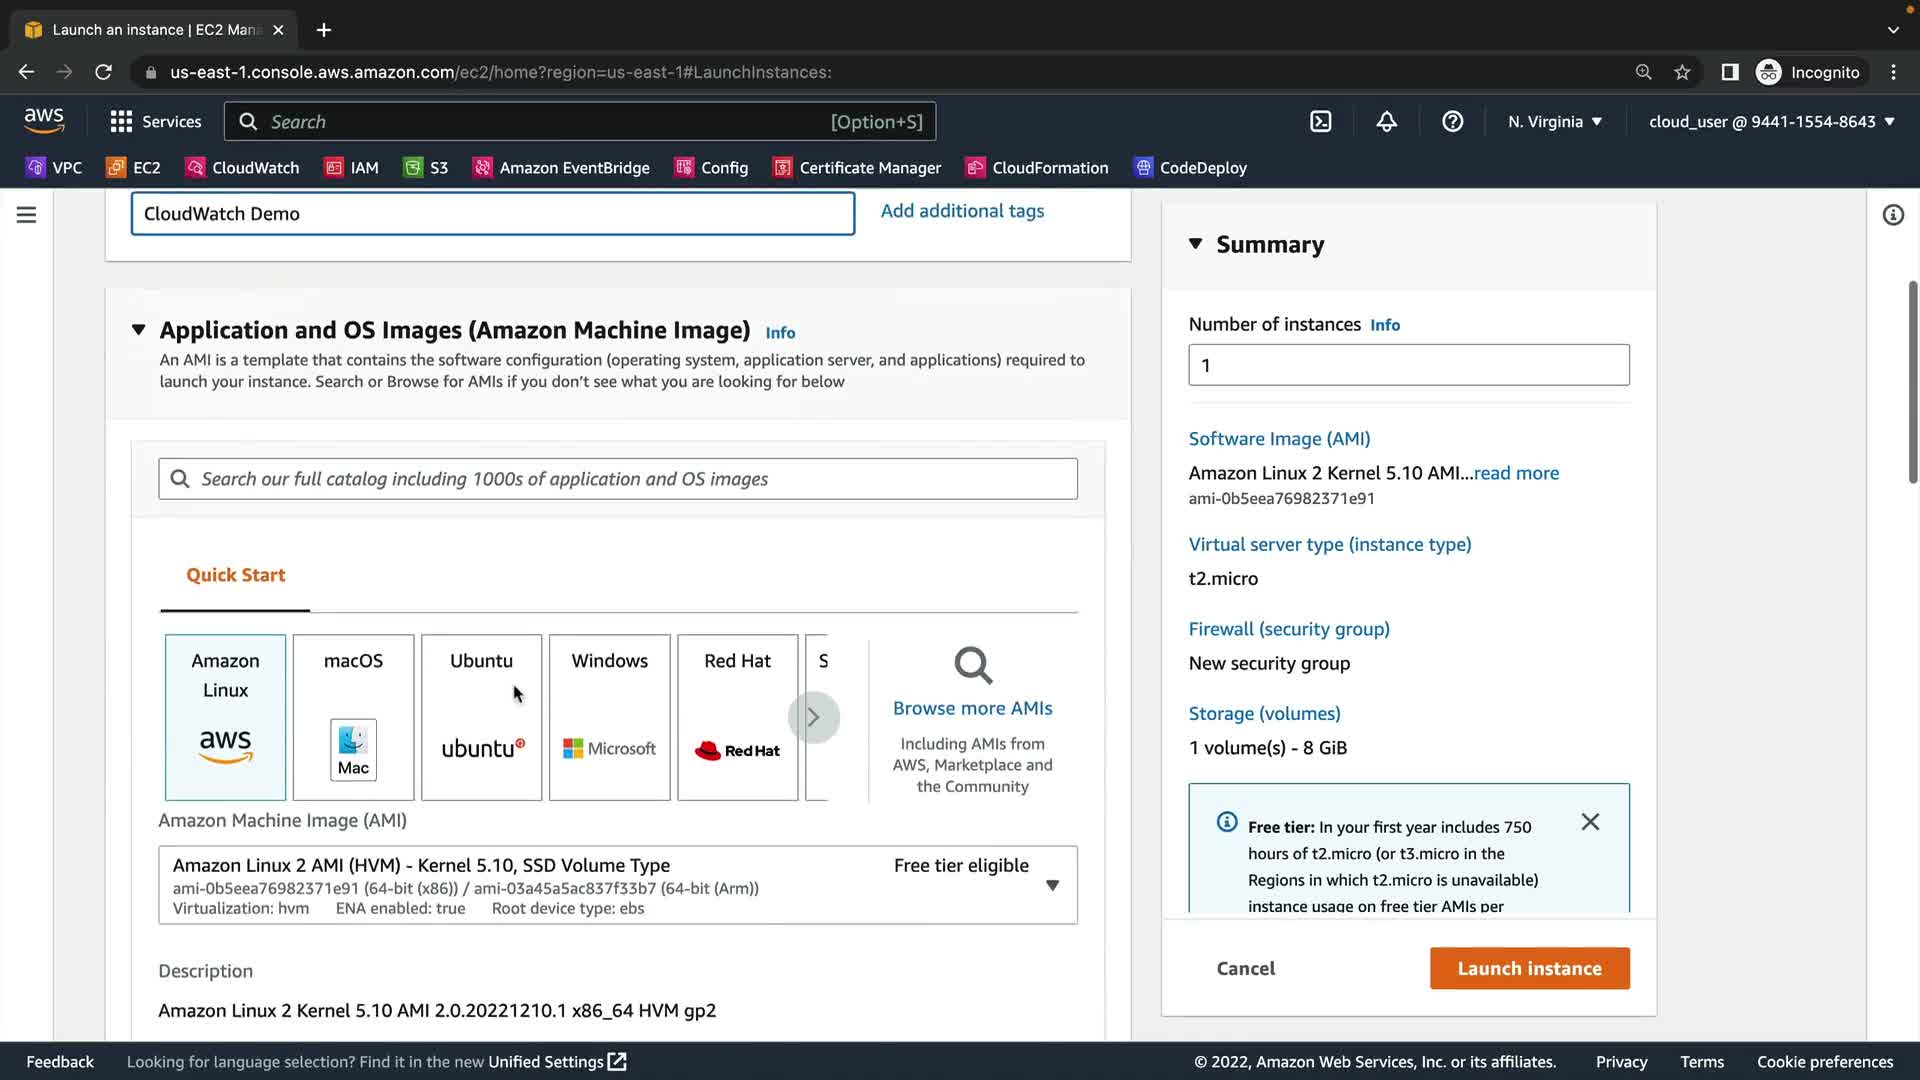 Launch an instance | EC2 Mana
us-east-1.console.aws.amazon.com/ec2/home?region=us-east-1#LaunchInstances:
Incognito
aws
Services
Search
[Option+S]
N. Virginia
cloud_user @ 9441-1554-8643
VPC
EC2
CloudWatch
IAM
S3
Amazon EventBridge
Config
Certificate Manager
CloudFormation
CodeDeploy
CloudWatch Demo
Add additional tags
Application and OS Images (Amazon Machine Image) Info
An AMI is a template that contains the software configuration (operating system, application server, and applications) required to
launch your instance. Search or Browse for AMIs if you don't see what you are looking for below
Search our full catalog including 1000s of application and OS images
Quick Start
Amazon
Linux
aws
macOS
Mac
Ubuntu
ubuntu
Windows
Microsoft
Red Hat
Red Hat
S
Browse more AMIs
Including AMIs from
AWS, Marketplace and
the Community
Amazon Machine Image (AMI)
Amazon Linux 2 AMI (HVM) - Kernel 5.10, SSD Volume Type
Free tier eligible
ami-0b5eea76982371e91 (64-bit (x86)) / ami-03a45a5ac837f33b7 (64-bit (Arm))
Virtualization: hvm ENA enabled: true Root device type: ebs
Description
Amazon Linux 2 Kernel 5.10 AMI 2.0.20221210.1 x86_64 HVM gp2
Summary
Number of instances Info
1
Software Image (AMI)
Amazon Linux 2 Kernel 5.10 AMI...read more
ami-0b5eea76982371e91
Virtual server type (instance type)
t2.micro
Firewall (security group)
New security group
Storage (volumes)
1 volume(s) - 8 GiB
Free tier: In your first year includes 750
hours of t2.micro (or t3.micro in the
Regions in which t2.micro is unavailable)
instance usage on free tier AMIs per
Cancel
Launch instance
Feedback
Looking for language selection? Find it in the new Unified Settings
© 2022, Amazon Web Services, Inc. or its affiliates.
Privacy
Terms
Cookie preferences